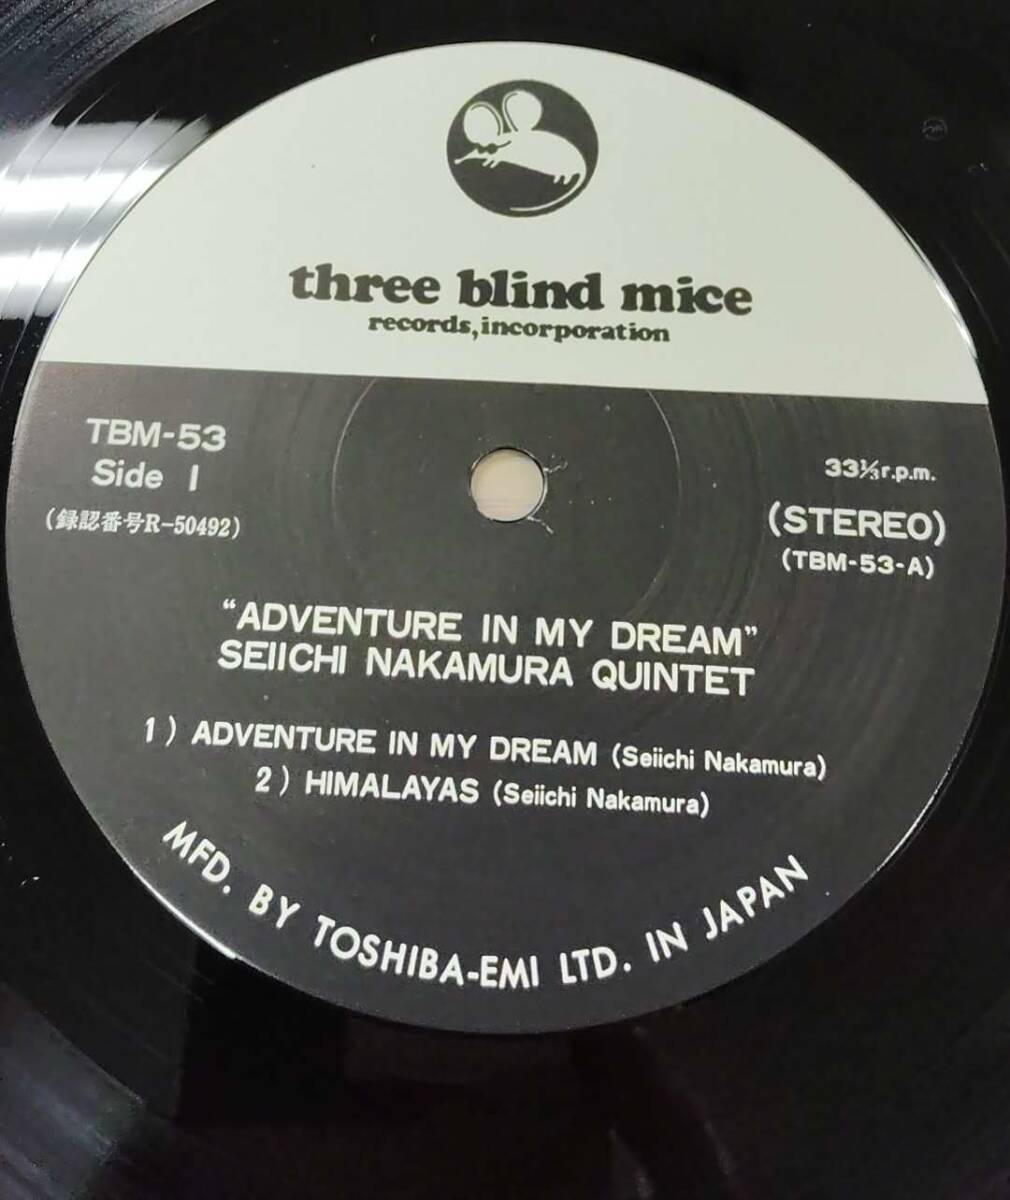 three blind mice
records, incorporation
TBM-53
Side 1
(録認番号R-50492)
33⅓r.p.m.
(STEREO)
(TBM-53-A)
"ADVENTURE IN MY DREAM"
SEIICHI NAKAMURA QUINTET
1) ADVENTURE IN MY DREAM (Seiichi Nakamura)
2) HIMALAYAS (Seiichi Nakamura)
MFD. BY TOSHIBA-EMI LTD. IN JAPAN